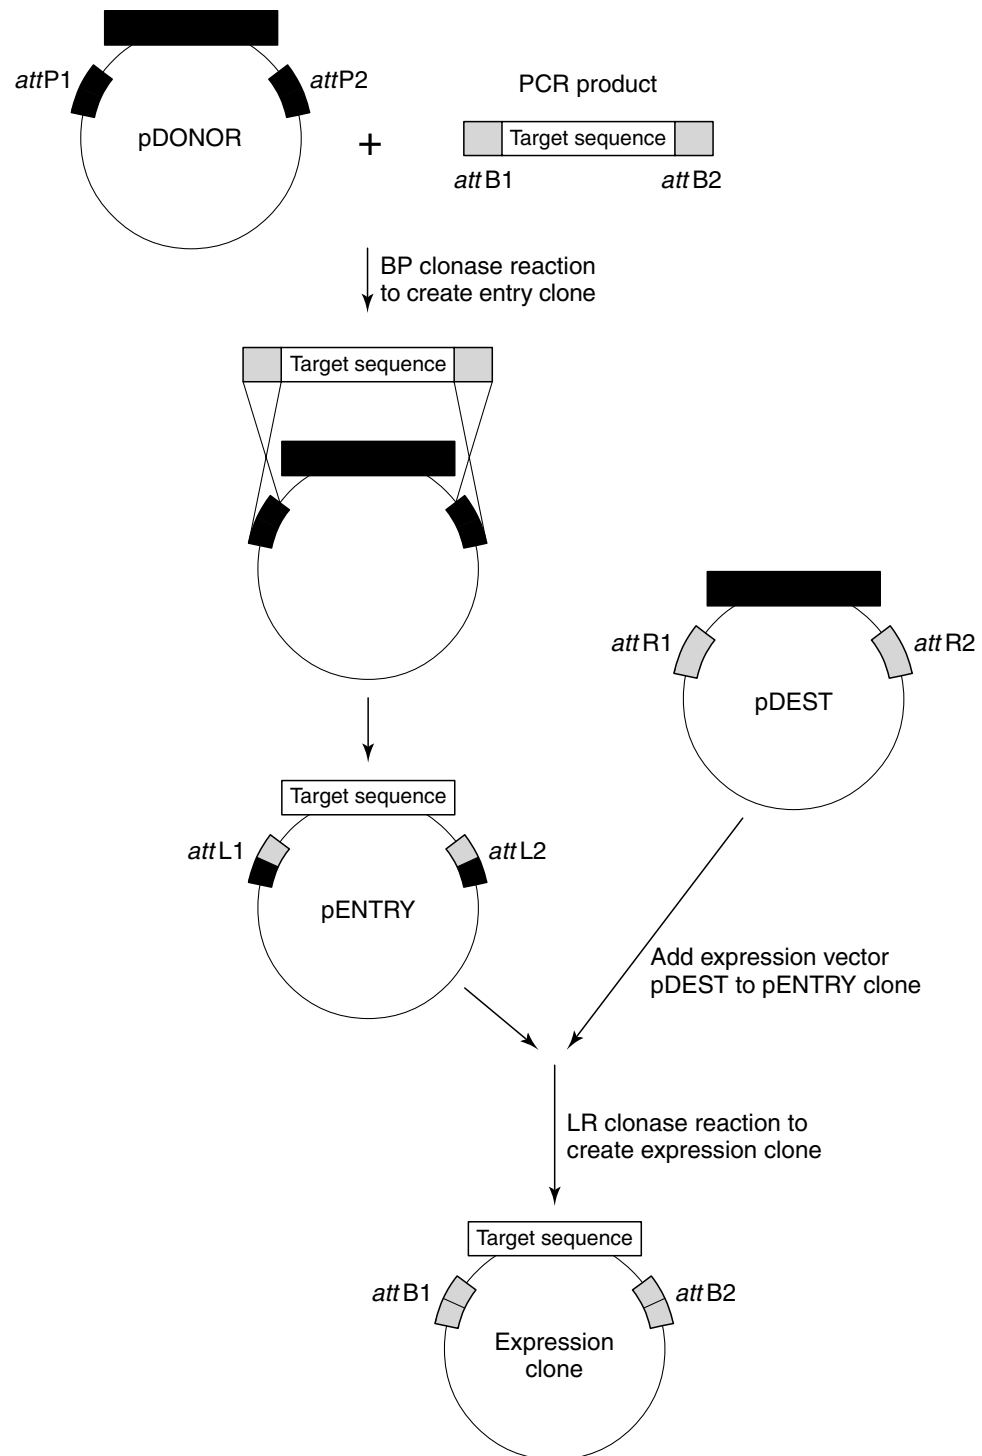 attP1
attP2
pDONOR
+
PCR product
Target sequence
attB1
attB2
BP clonase reaction
to create entry clone
Target sequence
attR1
attR2
pDEST
Target sequence
attL1
attL2
pENTRY
Add expression vector
pDEST to pENTRY clone
LR clonase reaction to
create expression clone
Target sequence
attB1
attB2
Expression
clone